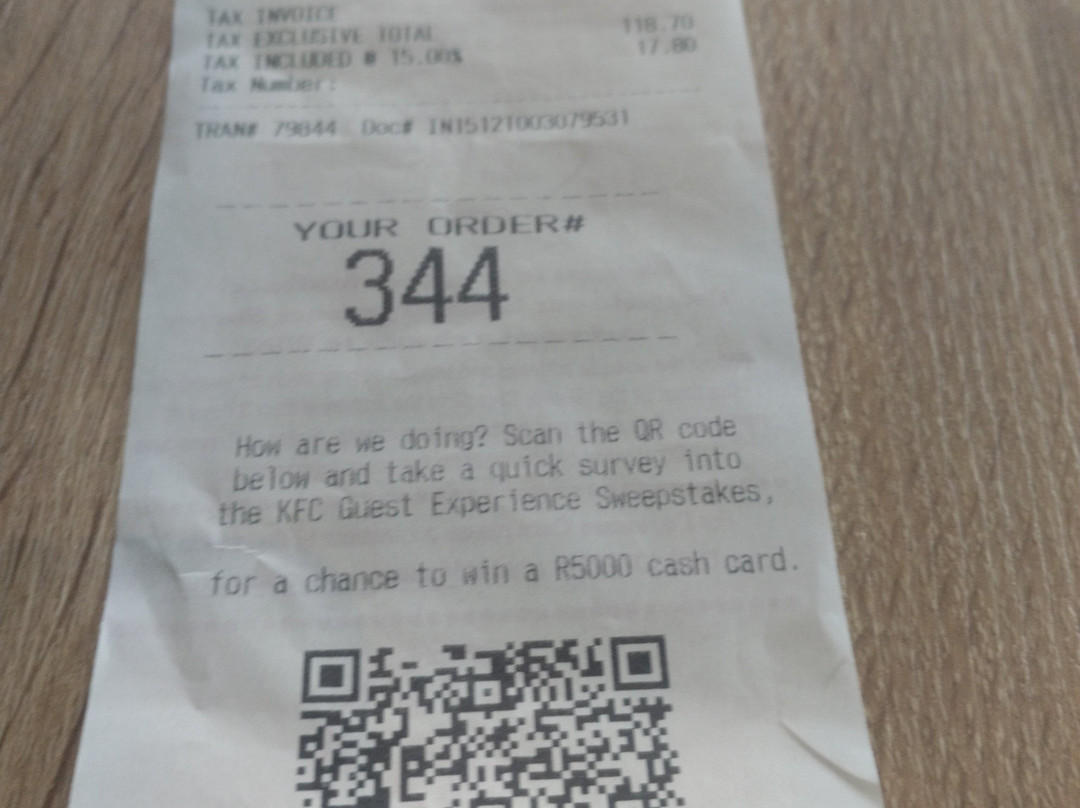 TAX INVOICE
TAX EXCLUSIVE TOTAL 118.70
TAX INCLUDED @ 15.00% 17.80
Tax Number:
TRAN# 79844 Doc# IN1512T003079531
YOUR ORDER#
344
How are we doing? Scan the QR code
below and take a quick survey into
the KFC Guest Experience Sweepstakes,
for a chance to win a R5000 cash card.